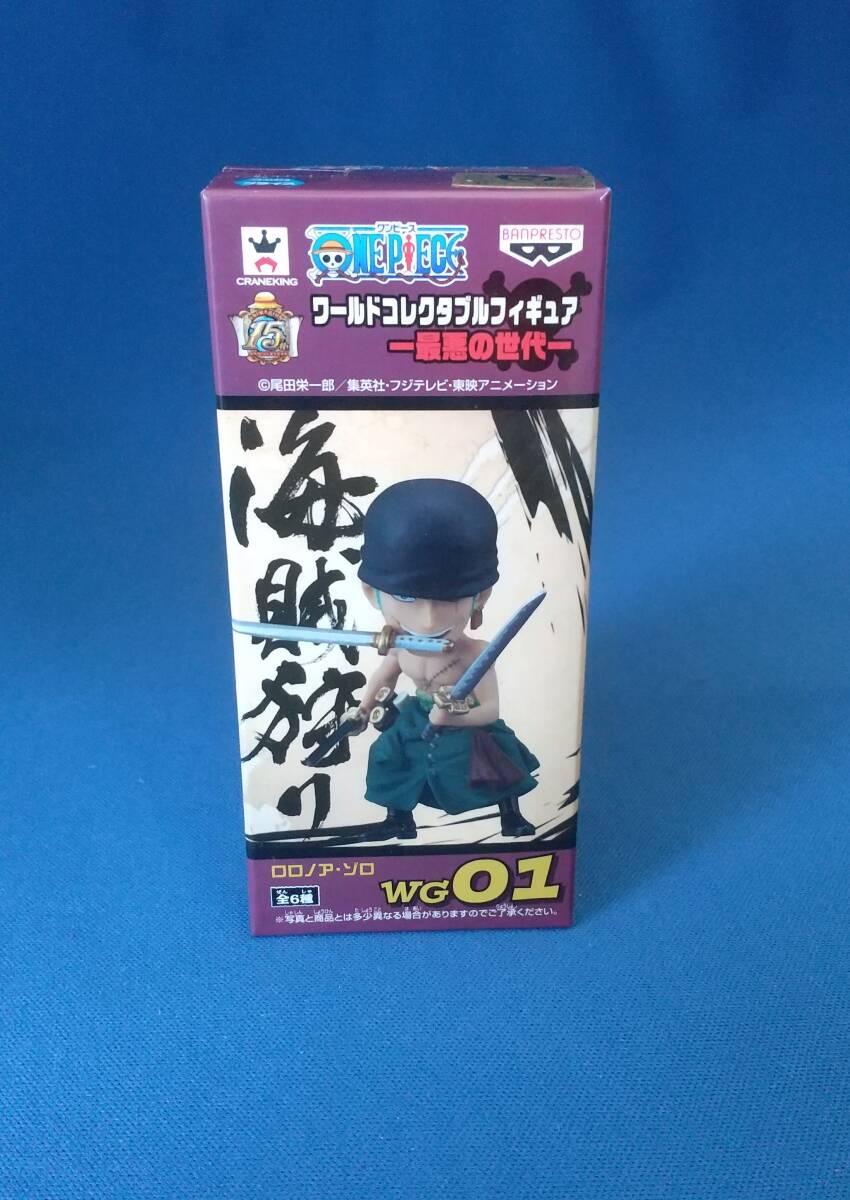 CRANEKING
ワンピース
ONE PIECE
BANPRESTO
15th
ワールドコレクタブルフィギュア
ー最悪の世代ー
©尾田栄一郎／集英社・フジテレビ・東映アニメーション
海賊狩り
ロロノア・ゾロ
WG01
全6種
※写真と商品とは多少異なる場合がありますのでご了承ください。